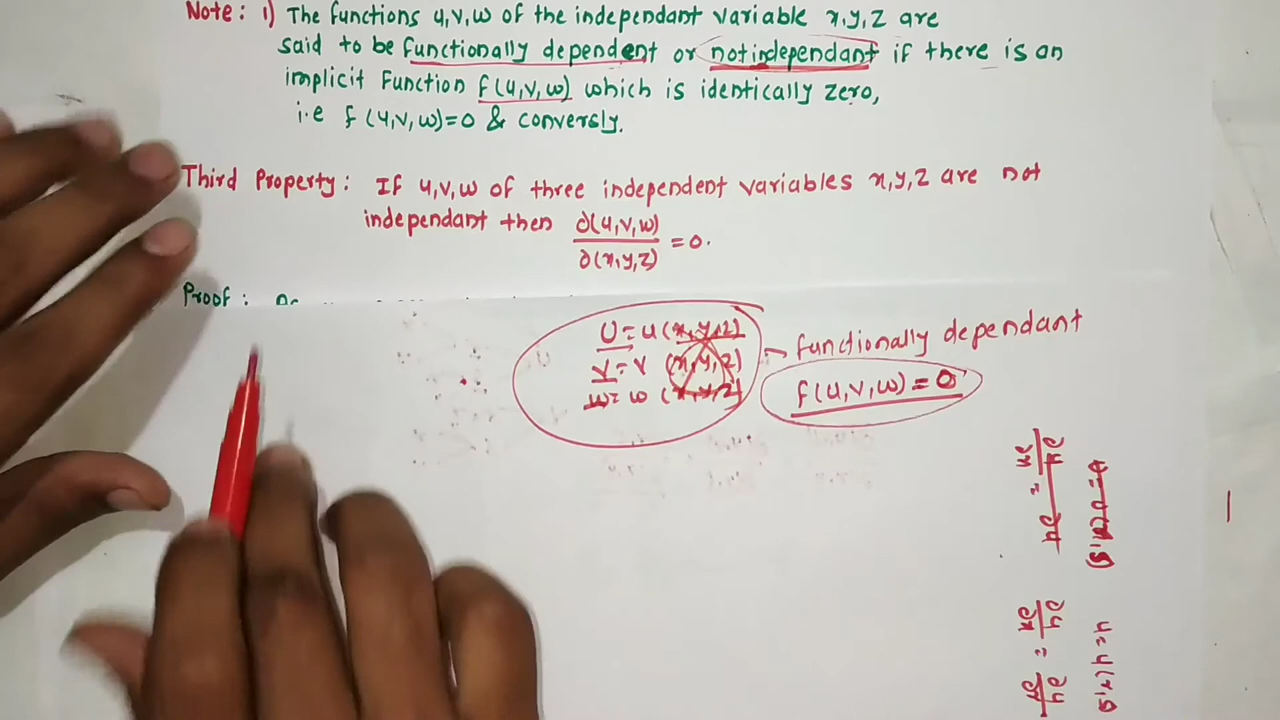 Note: 1) The functions u,v,w of the independant variable x,y,z are
said to be functionally dependent or notindependant if there is an
implicit Function f(u,v,w) which is identically zero,
i.e f(u,v,w)=0 & conversly.
Third Property: If u,v,w of three independent variables x,y,z are not
independant then ∂(u,v,w)/∂(x,y,z) =0.
Proof:
U=u(x,y,z)
v=v (x,y,z)
w=w (x,y,z)
functionally dependant
f(u,v,w)=0